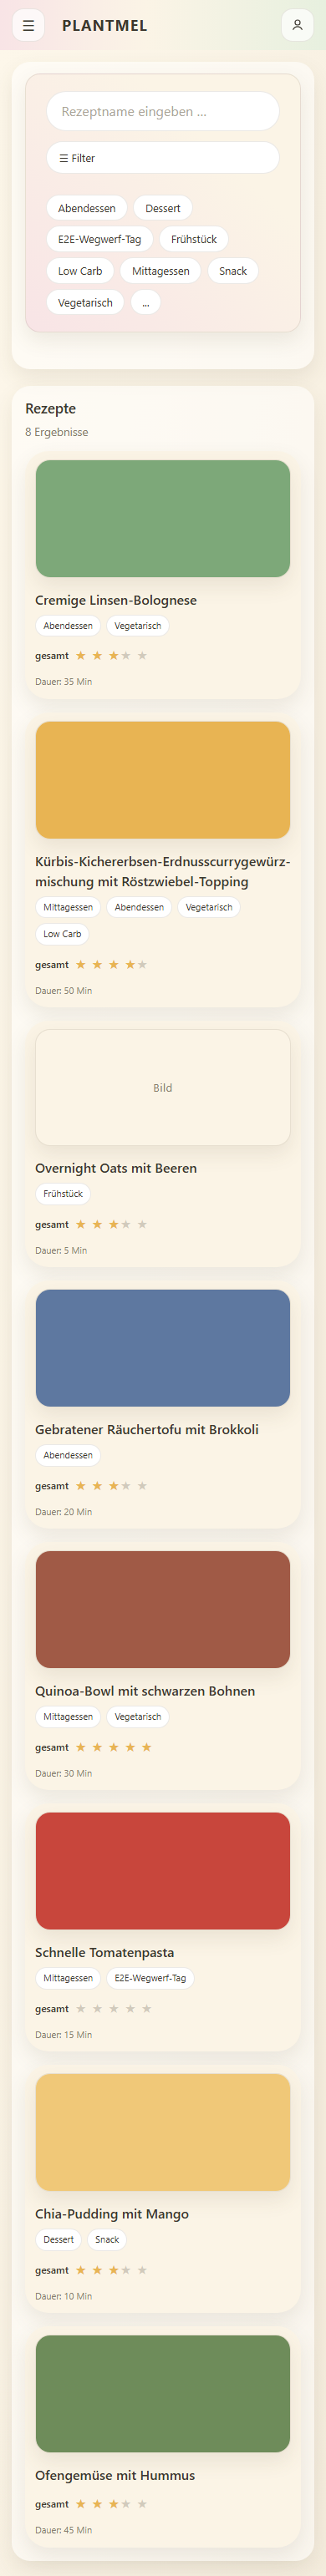 ☰ PLANTMEL
Rezeptname eingeben ...
☰ Filter
Abendessen Dessert
E2E-Wegwerf-Tag Frühstück
Low Carb Mittagessen Snack
Vegetarisch ...
Rezepte
8 Ergebnisse
Cremige Linsen-Bolognese
Abendessen Vegetarisch
gesamt ★ ★ ★ ★ ★
Dauer: 35 Min
Kürbis-Kichererbsen-Erdnusscurrygewürz-
mischung mit Röstzwiebel-Topping
Mittagessen Abendessen Vegetarisch
Low Carb
gesamt ★ ★ ★ ★ ★
Dauer: 50 Min
Bild
Overnight Oats mit Beeren
Frühstück
gesamt ★ ★ ★ ★ ★
Dauer: 5 Min
Gebratener Räuchertofu mit Brokkoli
Abendessen
gesamt ★ ★ ★ ★ ★
Dauer: 20 Min
Quinoa-Bowl mit schwarzen Bohnen
Mittagessen Vegetarisch
gesamt ★ ★ ★ ★ ★
Dauer: 30 Min
Schnelle Tomatenpasta
Mittagessen E2E-Wegwerf-Tag
gesamt ★ ★ ★ ★ ★
Dauer: 15 Min
Chia-Pudding mit Mango
Dessert Snack
gesamt ★ ★ ★ ★ ★
Dauer: 10 Min
Ofengemüse mit Hummus
gesamt ★ ★ ★ ★ ★
Dauer: 45 Min